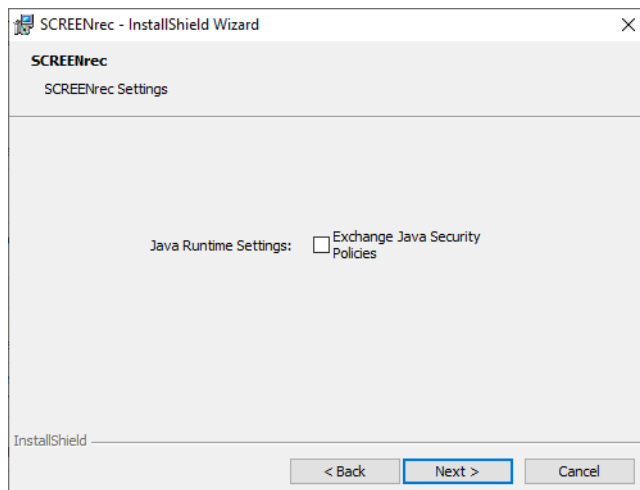 SCREENrec - InstallShield Wizard
SCREENrec
SCREENrec Settings
Java Runtime Settings:
Exchange Java Security
Policies
InstallShield
< Back
Next >
Cancel